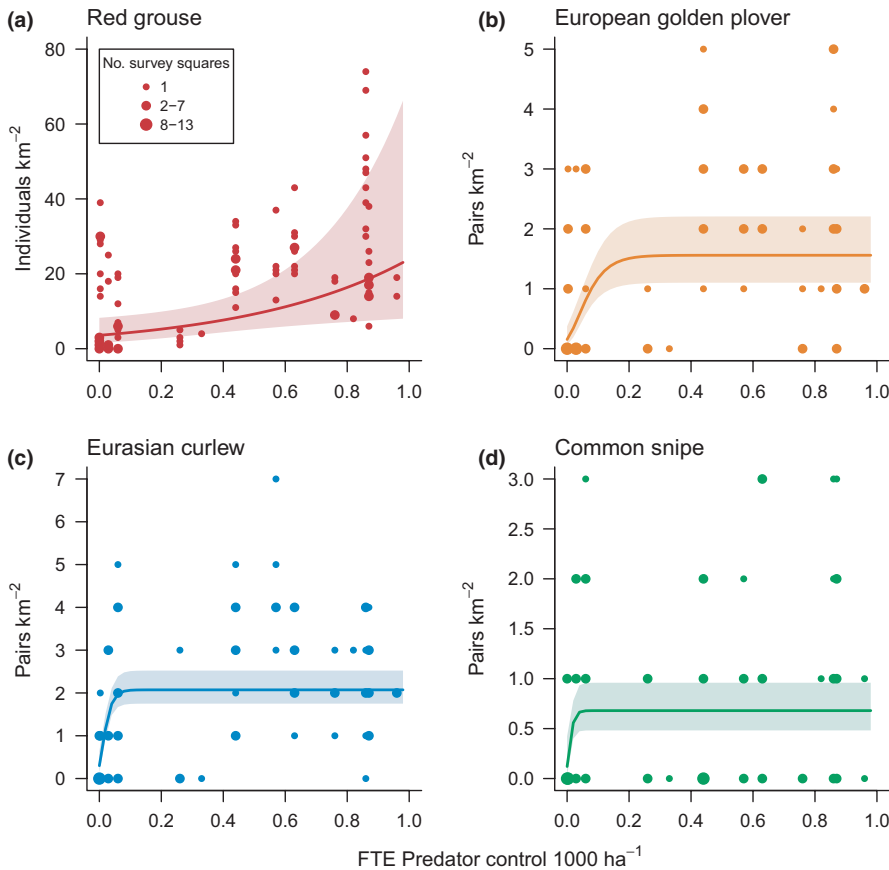 (a) Red grouse
80
60
40
20
0
Individuals km⁻²
No. survey squares
1
2–7
8–13
0.0 0.2 0.4 0.6 0.8 1.0
(b) European golden plover
5
4
3
2
1
0
Pairs km⁻²
0.0 0.2 0.4 0.6 0.8 1.0
(c) Eurasian curlew
7
6
5
4
3
2
1
0
Pairs km⁻²
0.0 0.2 0.4 0.6 0.8 1.0
(d) Common snipe
3.0
2.5
2.0
1.5
1.0
0.5
0.0
Pairs km⁻²
0.0 0.2 0.4 0.6 0.8 1.0
FTE Predator control 1000 ha⁻¹